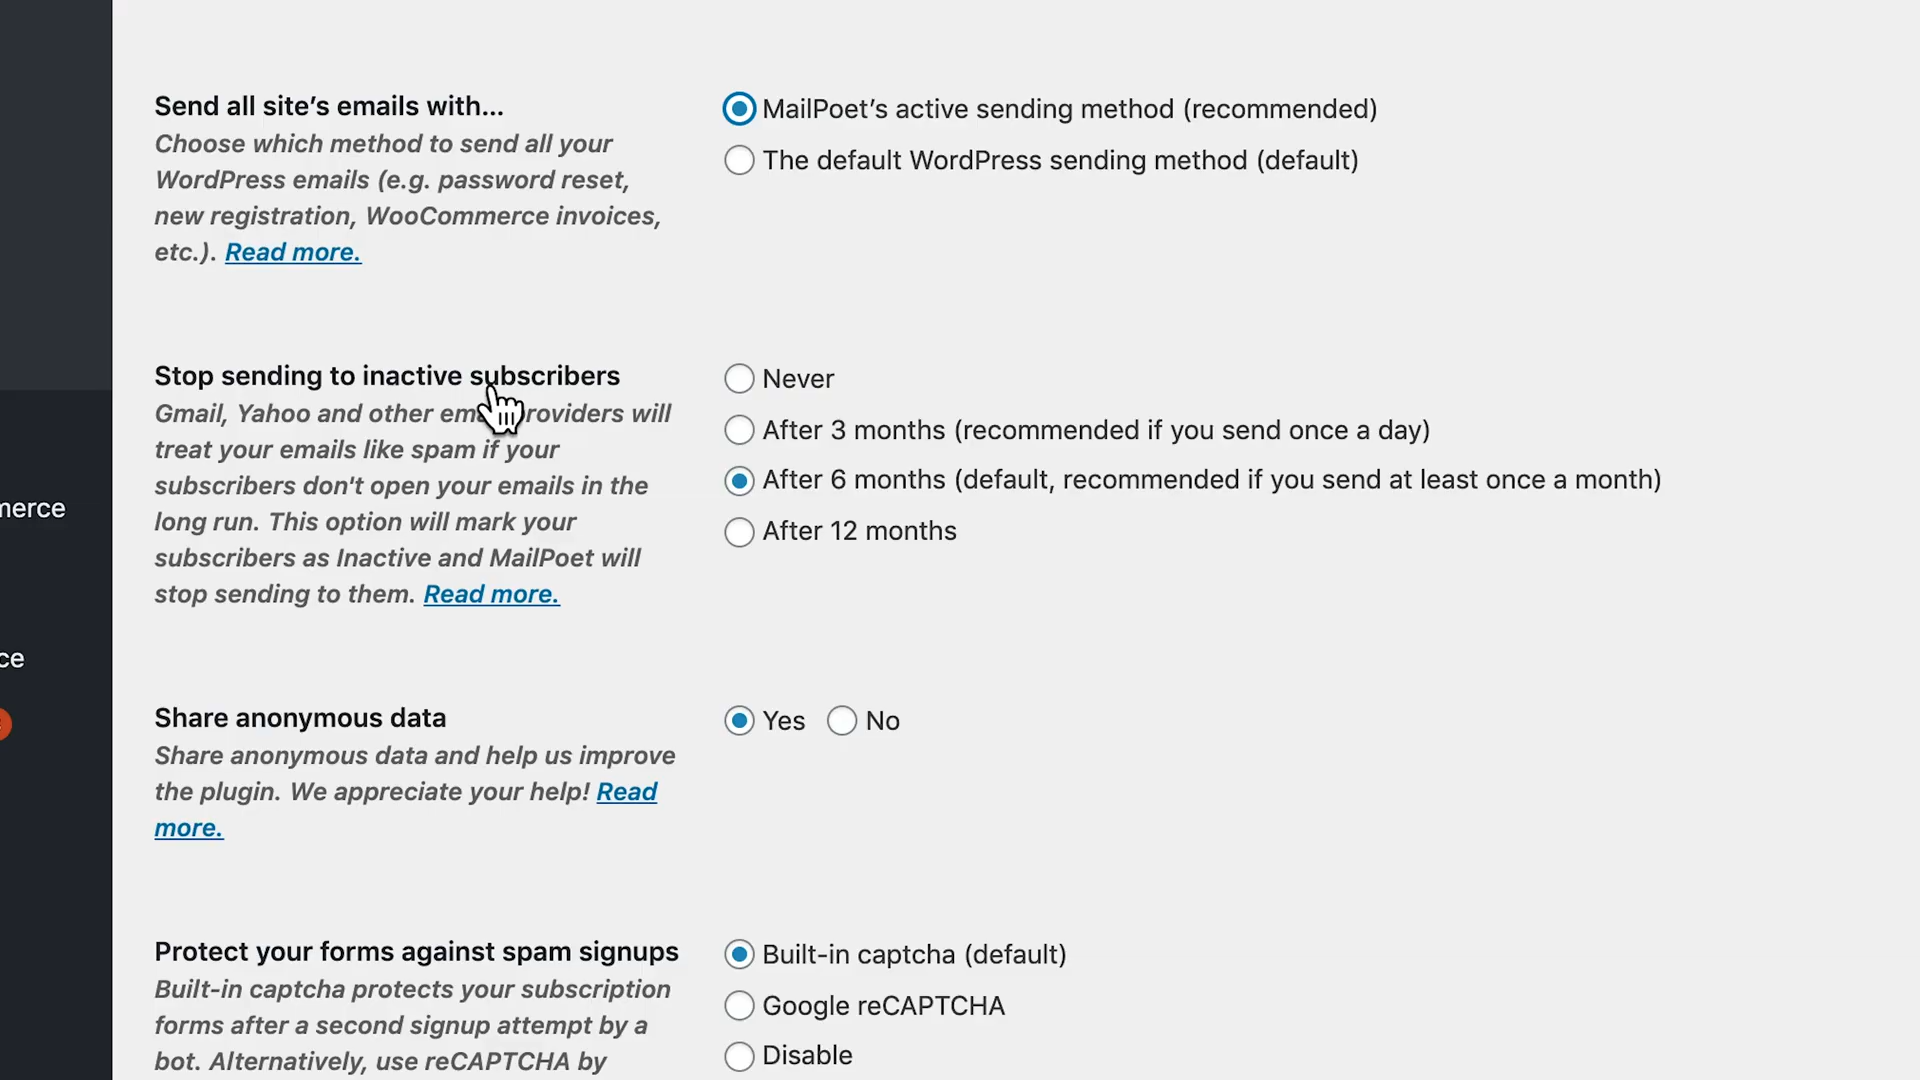 Send all site’s emails with…
Choose which method to send all your
WordPress emails (e.g. password reset,
new registration, WooCommerce invoices,
etc.). Read more.
MailPoet’s active sending method (recommended)
The default WordPress sending method (default)
Stop sending to inactive subscribers
Gmail, Yahoo and other providers will
treat your emails like spam if your
subscribers don't open your emails in the
long run. This option will mark your
subscribers as Inactive and MailPoet will
stop sending to them. Read more.
Never
After 3 months (recommended if you send once a day)
After 6 months (default, recommended if you send at least once a month)
After 12 months
merce
ce
Share anonymous data
Share anonymous data and help us improve
the plugin. We appreciate your help! Read
more.
Yes No
Protect your forms against spam signups
Built-in captcha protects your subscription
forms after a second signup attempt by a
bot. Alternatively, use reCAPTCHA by
Built-in captcha (default)
Google reCAPTCHA
Disable